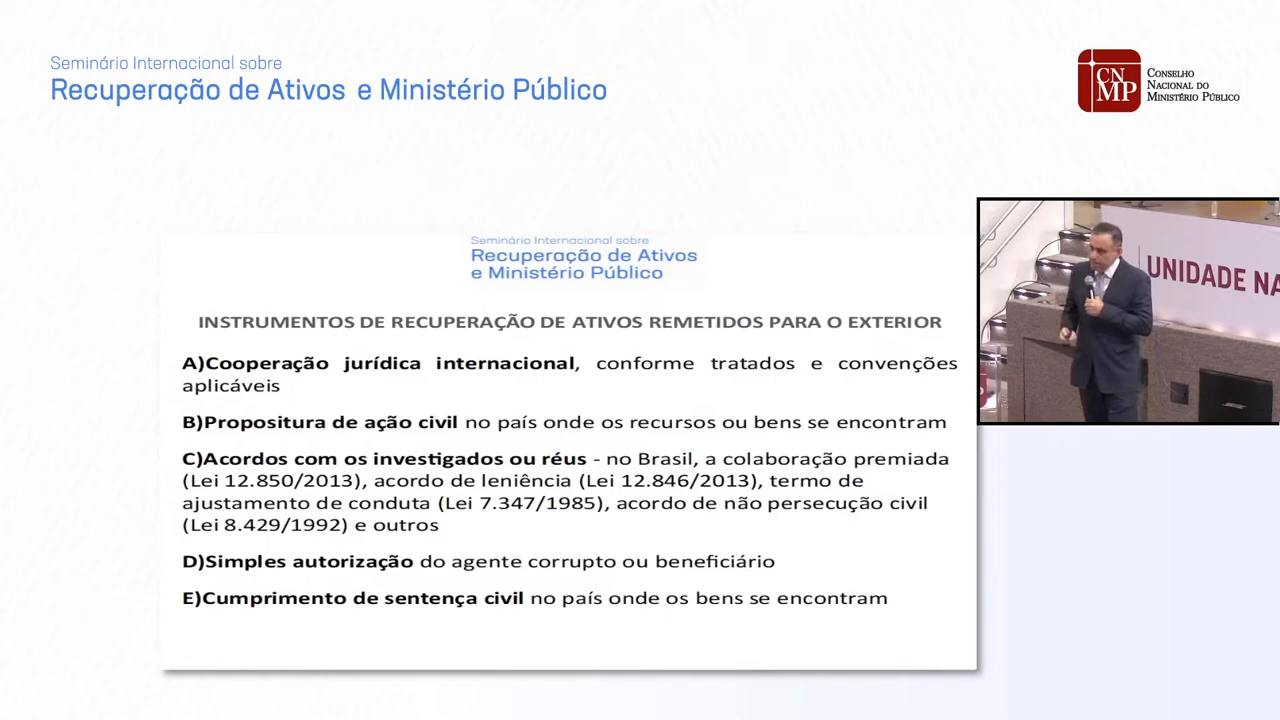 Seminário Internacional sobre
Recuperação de Ativos e Ministério Público
CN
MP
CONSELHO
NACIONAL DO
MINISTÉRIO PÚBLICO
Seminário Internacional sobre
Recuperação de Ativos
e Ministério Público
INSTRUMENTOS DE RECUPERAÇÃO DE ATIVOS REMETIDOS PARA O EXTERIOR
A)Cooperação jurídica internacional, conforme tratados e convenções
aplicáveis
B)Propositura de ação civil no país onde os recursos ou bens se encontram
C)Acordos com os investigados ou réus - no Brasil, a colaboração premiada
(Lei 12.850/2013), acordo de leniência (Lei 12.846/2013), termo de
ajustamento de conduta (Lei 7.347/1985), acordo de não persecução civil
(Lei 8.429/1992) e outros
D)Simples autorização do agente corrupto ou beneficiário
E)Cumprimento de sentença civil no país onde os bens se encontram
UNIDADE NA
BOSE